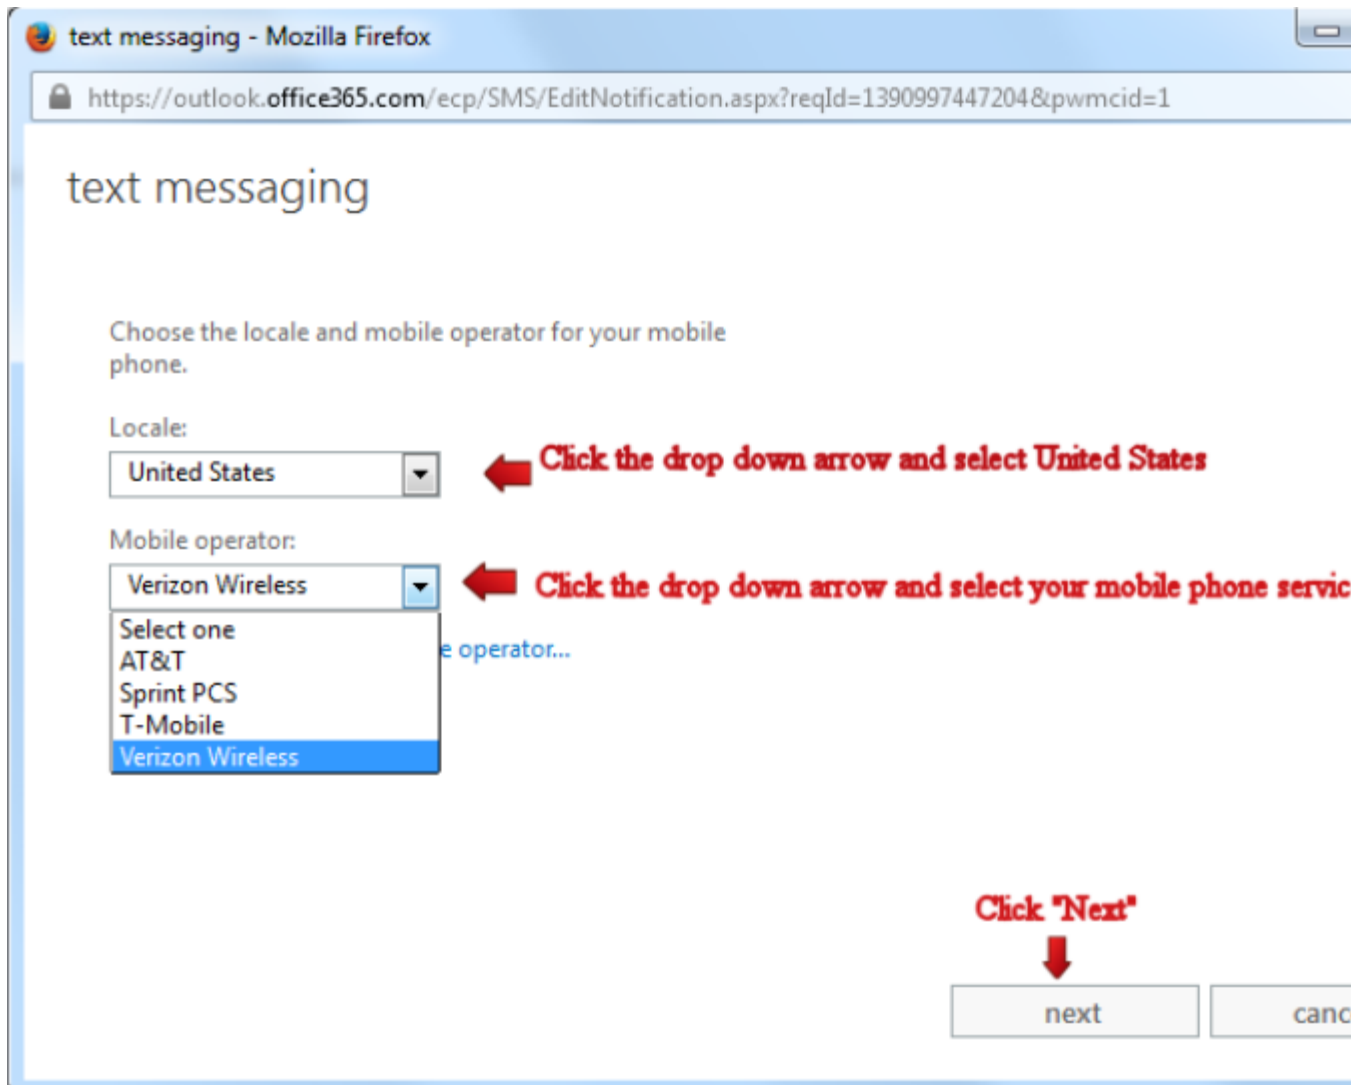 text messaging - Mozilla Firefox
https://outlook.office365.com/ecp/SMS/EditNotification.aspx?reqId=1390997447204&pwmcid=1
text messaging
Choose the locale and mobile operator for your mobile
phone.
Locale:
United States
Click the drop down arrow and select United States
Mobile operator:
Verizon Wireless
Click the drop down arrow and select your mobile phone servic
Select one
e operator...
AT&T
Sprint PCS
T-Mobile
Verizon Wireless
Click "Next"
next
canc